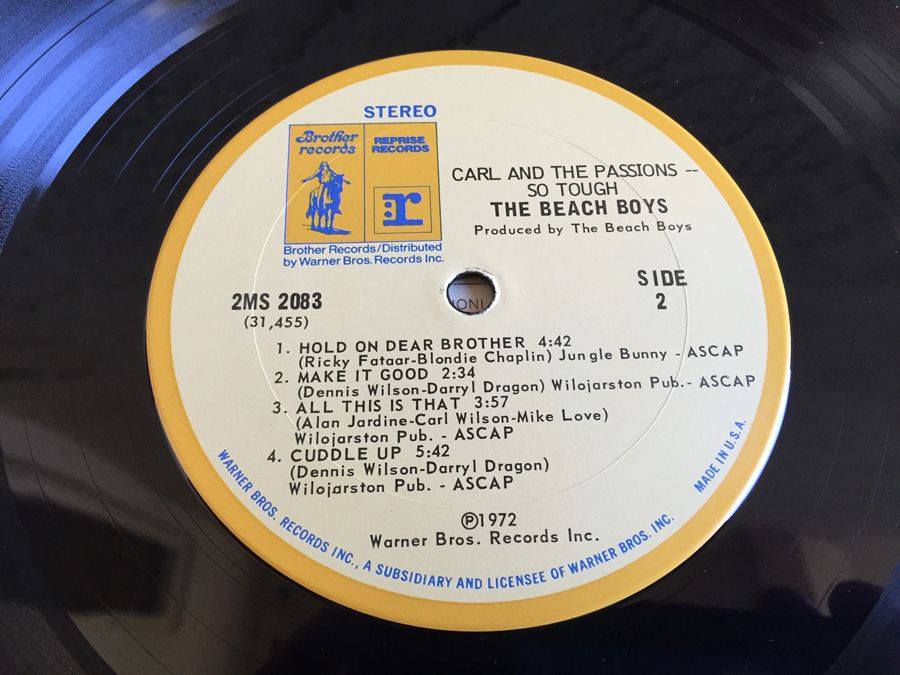 STEREO
Brother records
REPRISE RECORDS
r
Brother Records/Distributed
by Warner Bros. Records Inc.
CARL AND THE PASSIONS --
SO TOUGH
THE BEACH BOYS
Produced by The Beach Boys
2MS 2083
(31,455)
SIDE
2
IONI
1. HOLD ON DEAR BROTHER 4:42
(Ricky Fataar-Blondie Chaplin) Jungle Bunny - ASCAP
2. MAKE IT GOOD 2:34
(Dennis Wilson-Darryl Dragon) Wilojarston Pub.- ASCAP
3. ALL THIS IS THAT 3:57
(Alan Jardine-Carl Wilson-Mike Love)
Wilojarston Pub. - ASCAP
4. CUDDLE UP 5:42
(Dennis Wilson-Darryl Dragon)
Wilojarston Pub. - ASCAP
℗1972
Warner Bros. Records Inc.
WARNER BROS. RECORDS INC., A SUBSIDIARY AND LICENSEE OF WARNER BROS. INC.
MADE IN U.S.A.